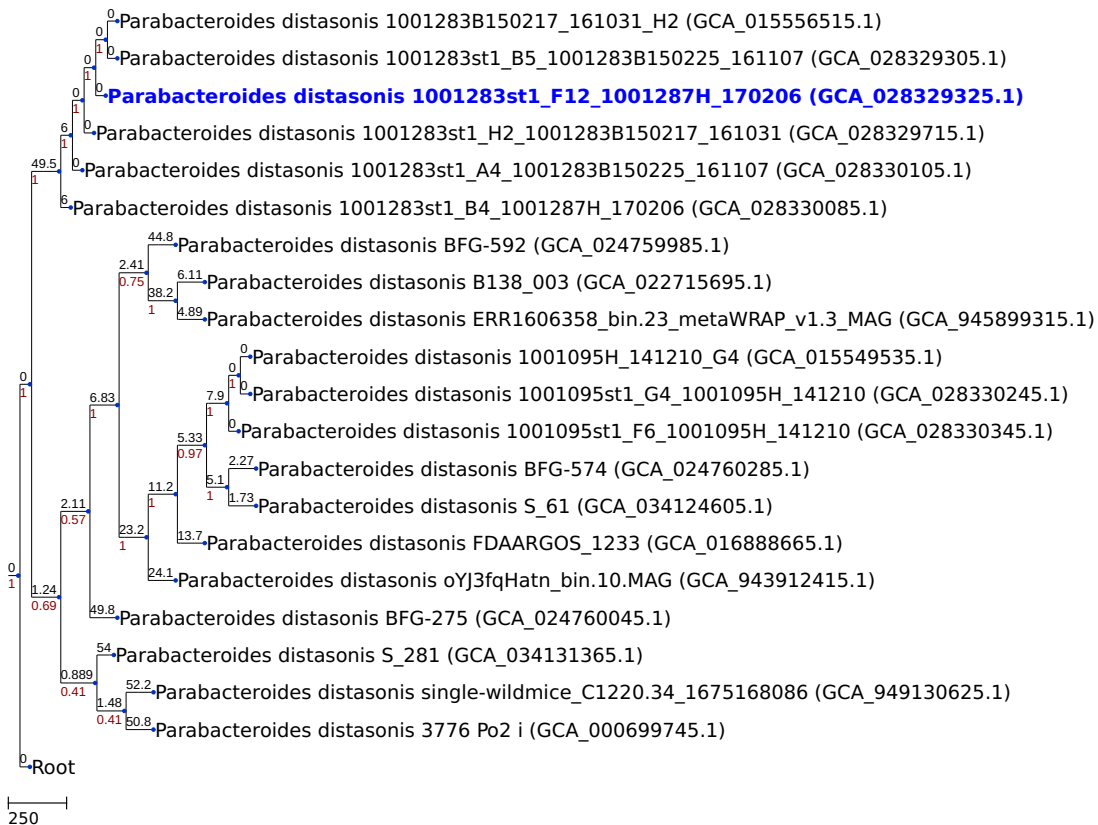 0
Parabacteroides distasonis 1001283B150217_161031_H2 (GCA_015556515.1)
0
1
0
Parabacteroides distasonis 1001283st1_B5_1001283B150225_161107 (GCA_028329305.1)
0
1
0
Parabacteroides distasonis 1001283st1_F12_1001287H_170206 (GCA_028329325.1)
0
1
0
Parabacteroides distasonis 1001283st1_H2_1001283B150217_161031 (GCA_028329715.1)
6
1
0
Parabacteroides distasonis 1001283st1_A4_1001283B150225_161107 (GCA_028330105.1)
49.5
1
6
Parabacteroides distasonis 1001283st1_B4_1001287H_170206 (GCA_028330085.1)
44.8
Parabacteroides distasonis BFG-592 (GCA_024759985.1)
2.41
0.75
6.11
Parabacteroides distasonis B138_003 (GCA_022715695.1)
38.2
1
4.89
Parabacteroides distasonis ERR1606358_bin.23_metaWRAP_v1.3_MAG (GCA_945899315.1)
0
Parabacteroides distasonis 1001095H_141210_G4 (GCA_015549535.1)
0
1
0
Parabacteroides distasonis 1001095st1_G4_1001095H_141210 (GCA_028330245.1)
0
1
7.9
1
6.83
1
0
Parabacteroides distasonis 1001095st1_F6_1001095H_141210 (GCA_028330345.1)
5.33
0.97
2.27
Parabacteroides distasonis BFG-574 (GCA_024760285.1)
5.1
1
11.2
1
1.73
Parabacteroides distasonis S_61 (GCA_034124605.1)
2.11
0.57
23.2
1
13.7
Parabacteroides distasonis FDAARGOS_1233 (GCA_016888665.1)
0
1
24.1
Parabacteroides distasonis oYJ3fqHatn_bin.10.MAG (GCA_943912415.1)
1.24
0.69
49.8
Parabacteroides distasonis BFG-275 (GCA_024760045.1)
54
Parabacteroides distasonis S_281 (GCA_034131365.1)
0.889
0.41
52.2
Parabacteroides distasonis single-wildmice_C1220.34_1675168086 (GCA_949130625.1)
1.48
0.41
50.8
Parabacteroides distasonis 3776 Po2 i (GCA_000699745.1)
0
Root
250